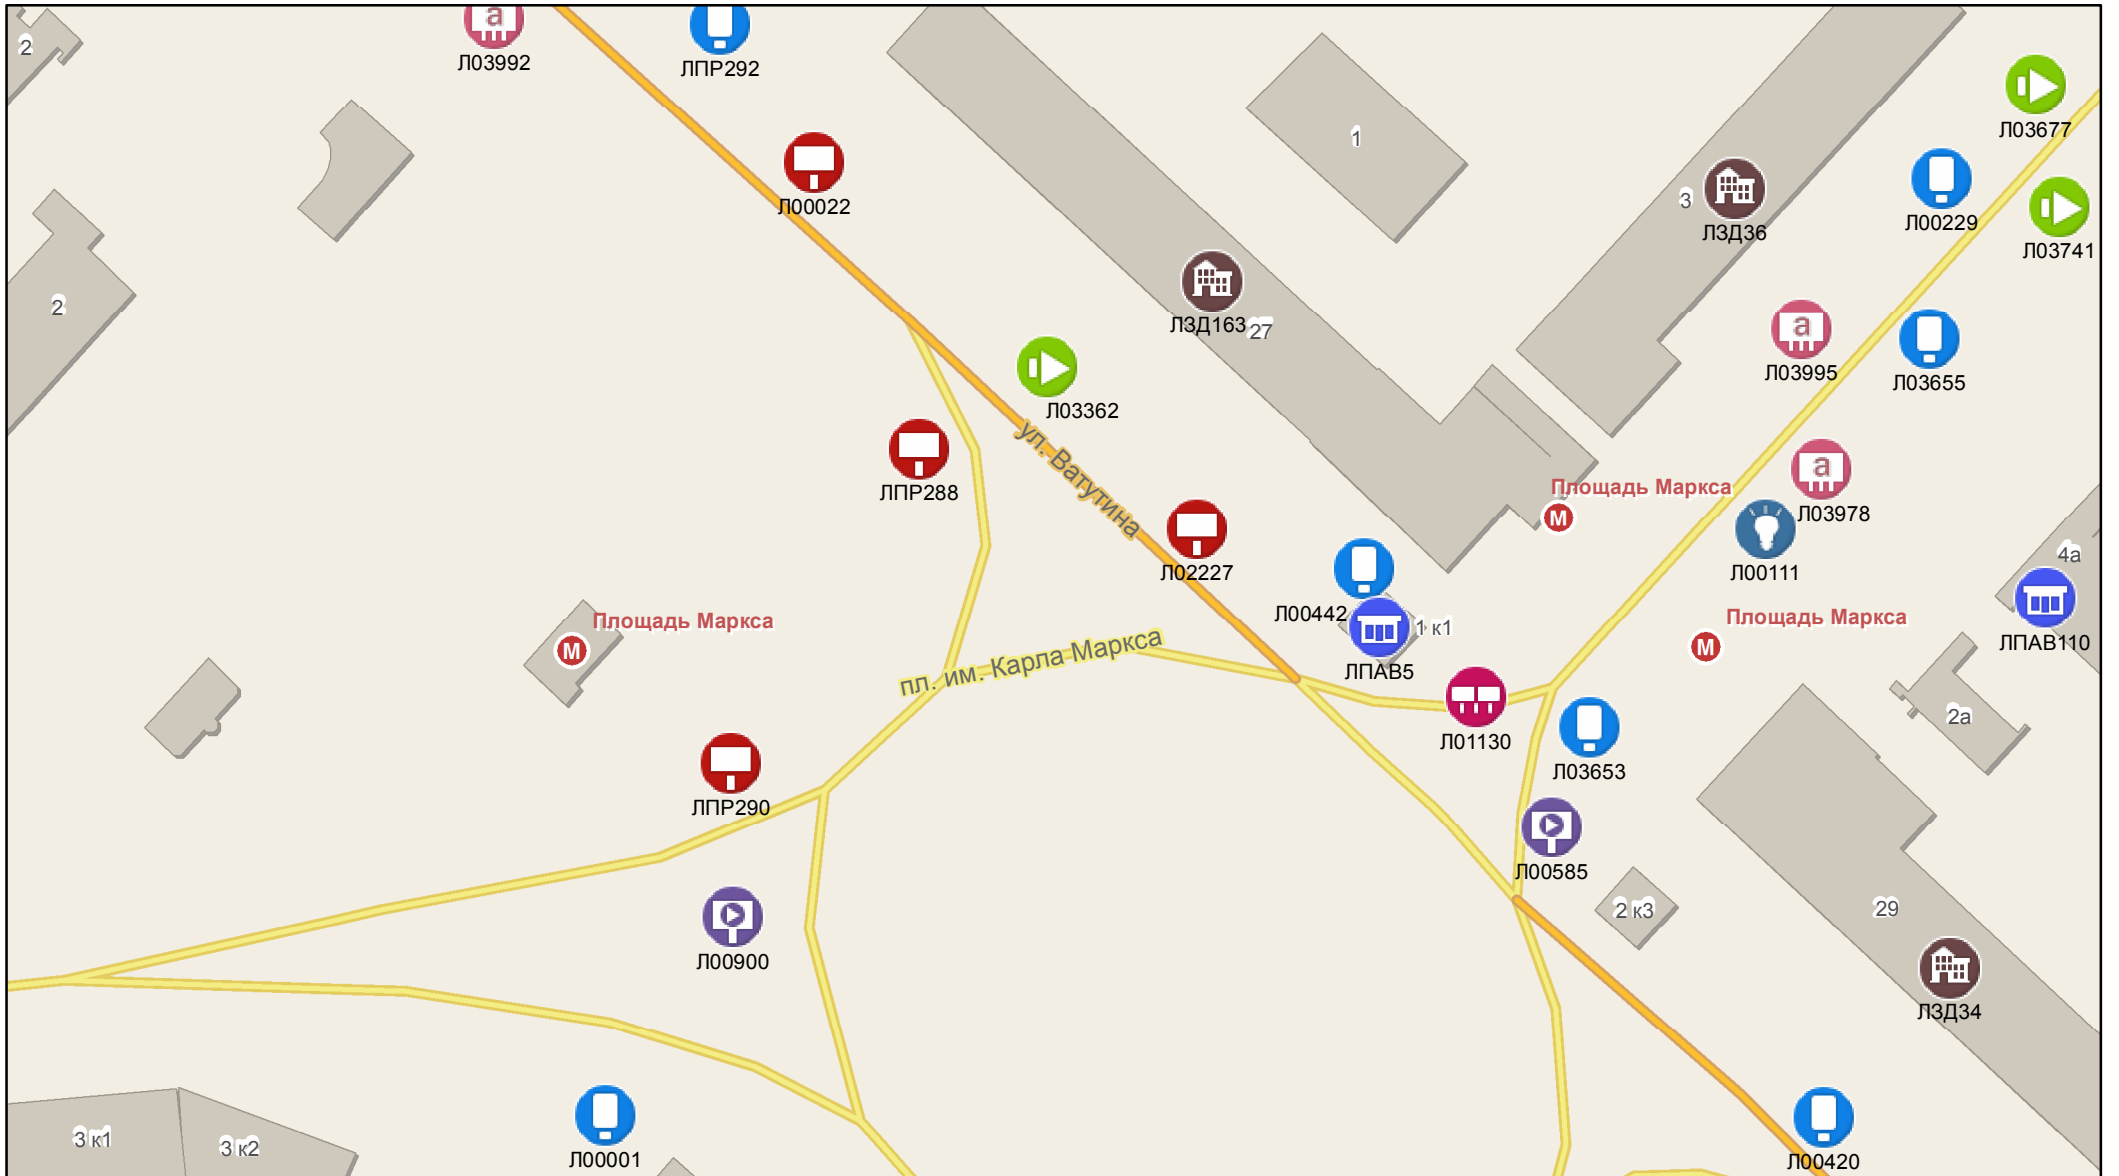 2
Л03992
ЛПР292
Л00022
1
Л03677
3
ЛЗД36
Л00229
Л03741
2
ЛЗД163
27
Л03995
Л03655
Л03362
ул. Ватутина
ЛПР288
Площадь Маркса
М
Л03978
Л02227
Л00111
4а
Л00442
1 к1
ЛПАВ5
Площадь Маркса
М
Площадь Маркса
М
ЛПАВ110
пл. им. Карла Маркса
Л01130
2а
Л03653
ЛПР290
Л00585
2 к3
29
Л00900
ЛЗД34
3 к1
3 к2
Л00001
Л00420
а
а
а